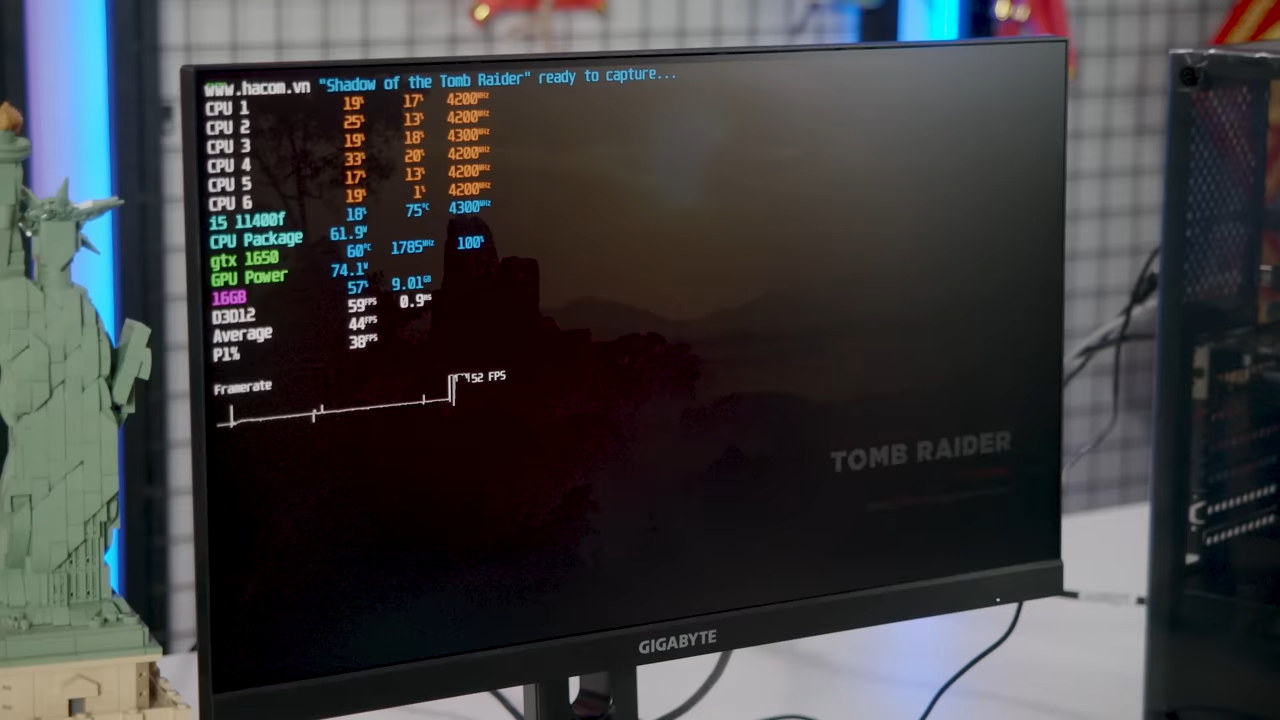 www.hacom.vn "Shadow of the Tomb Raider" ready to capture...
CPU 1 19% 17% 4200MHz
CPU 2 25% 13% 4200MHz
CPU 3 19% 18% 4300MHz
CPU 4 33% 20% 4200MHz
CPU 5 17% 13% 4200MHz
CPU 6 19% 1% 4200MHz
i5 11400f 18% 75°C 4300MHz
CPU Package 61.9W
gtx 1650 60°C 1785MHz 100%
GPU Power 74.1W
16GB 57% 9.01GB
D3D12 59FPS 0.9ms
Average 44FPS
P1% 38FPS
Framerate 52 FPS
TOMB RAIDER
GIGABYTE